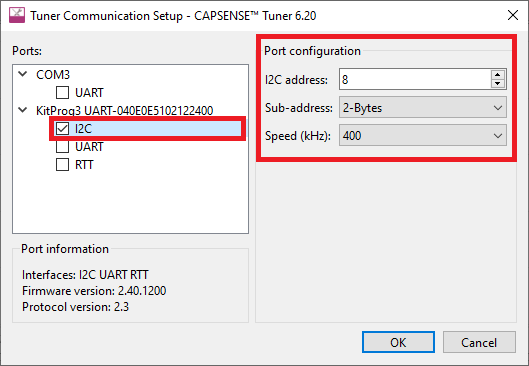 Tuner Communication Setup - CAPSENSE™ Tuner 6.20
Ports:
COM3
UART
KitProg3 UART-040E0E5102122400
I2C
UART
RTT
Port information
Interfaces: I2C UART RTT
Firmware version: 2.40.1200
Protocol version: 2.3
Port configuration
I2C address: 8
Sub-address: 2-Bytes
Speed (kHz): 400
OK Cancel